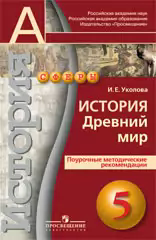 А
Российская академия наук
Российская академия образования
Издательство «Просвещение»
СФЕРЫ
История
И. Е. Уколова
ИСТОРИЯ
Древний
мир
Поурочные методические
рекомендации
ПРОСВЕЩЕНИЕ
ИЗДАТЕЛЬСТВО
5